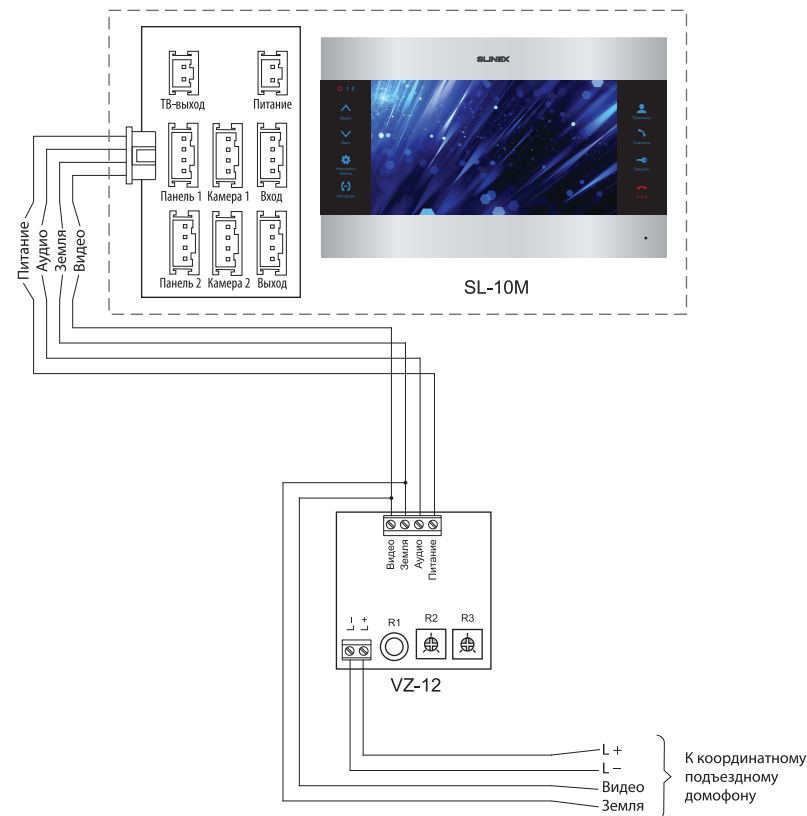 SLINEX
ТВ-выход
Питание
Панель 1
Камера 1
Вход
Панель 2
Камера 2
Выход
SL-10M
Питание
Аудио
Земля
Видео
Видео
Земля
Аудио
Питание
L –
L +
R1
R2
R3
VZ-12
L +
L –
Видео
Земля
К координатному
подъездному
домофону